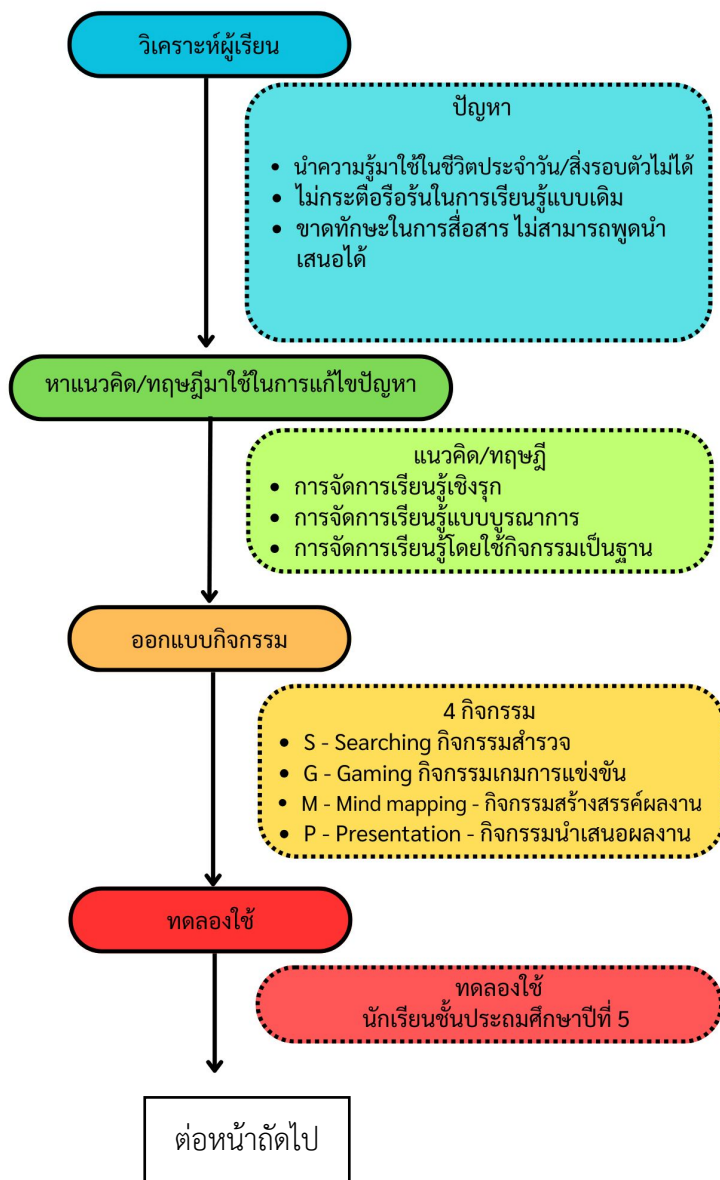 วิเคราะห์ผู้เรียน
ปัญหา
• นำความรู้มาใช้ในชีวิตประจำวัน/สิ่งรอบตัวไม่ได้
• ไม่กระตือรือร้นในการเรียนรู้แบบเดิม
• ขาดทักษะในการสื่อสาร ไม่สามารถพูดนำ
เสนอได้
หาแนวคิด/ทฤษฎีมาใช้ในการแก้ไขปัญหา
แนวคิด/ทฤษฎี
• การจัดการเรียนรู้เชิงรุก
• การจัดการเรียนรู้แบบบูรณาการ
• การจัดการเรียนรู้โดยใช้กิจกรรมเป็นฐาน
ออกแบบกิจกรรม
4 กิจกรรม
• S - Searching กิจกรรมสำรวจ
• G - Gaming กิจกรรมเกมการแข่งขัน
• M - Mind mapping - กิจกรรมสร้างสรรค์ผลงาน
• P - Presentation - กิจกรรมนำเสนอผลงาน
ทดลองใช้
ทดลองใช้
นักเรียนชั้นประถมศึกษาปีที่ 5
ต่อหน้าถัดไป